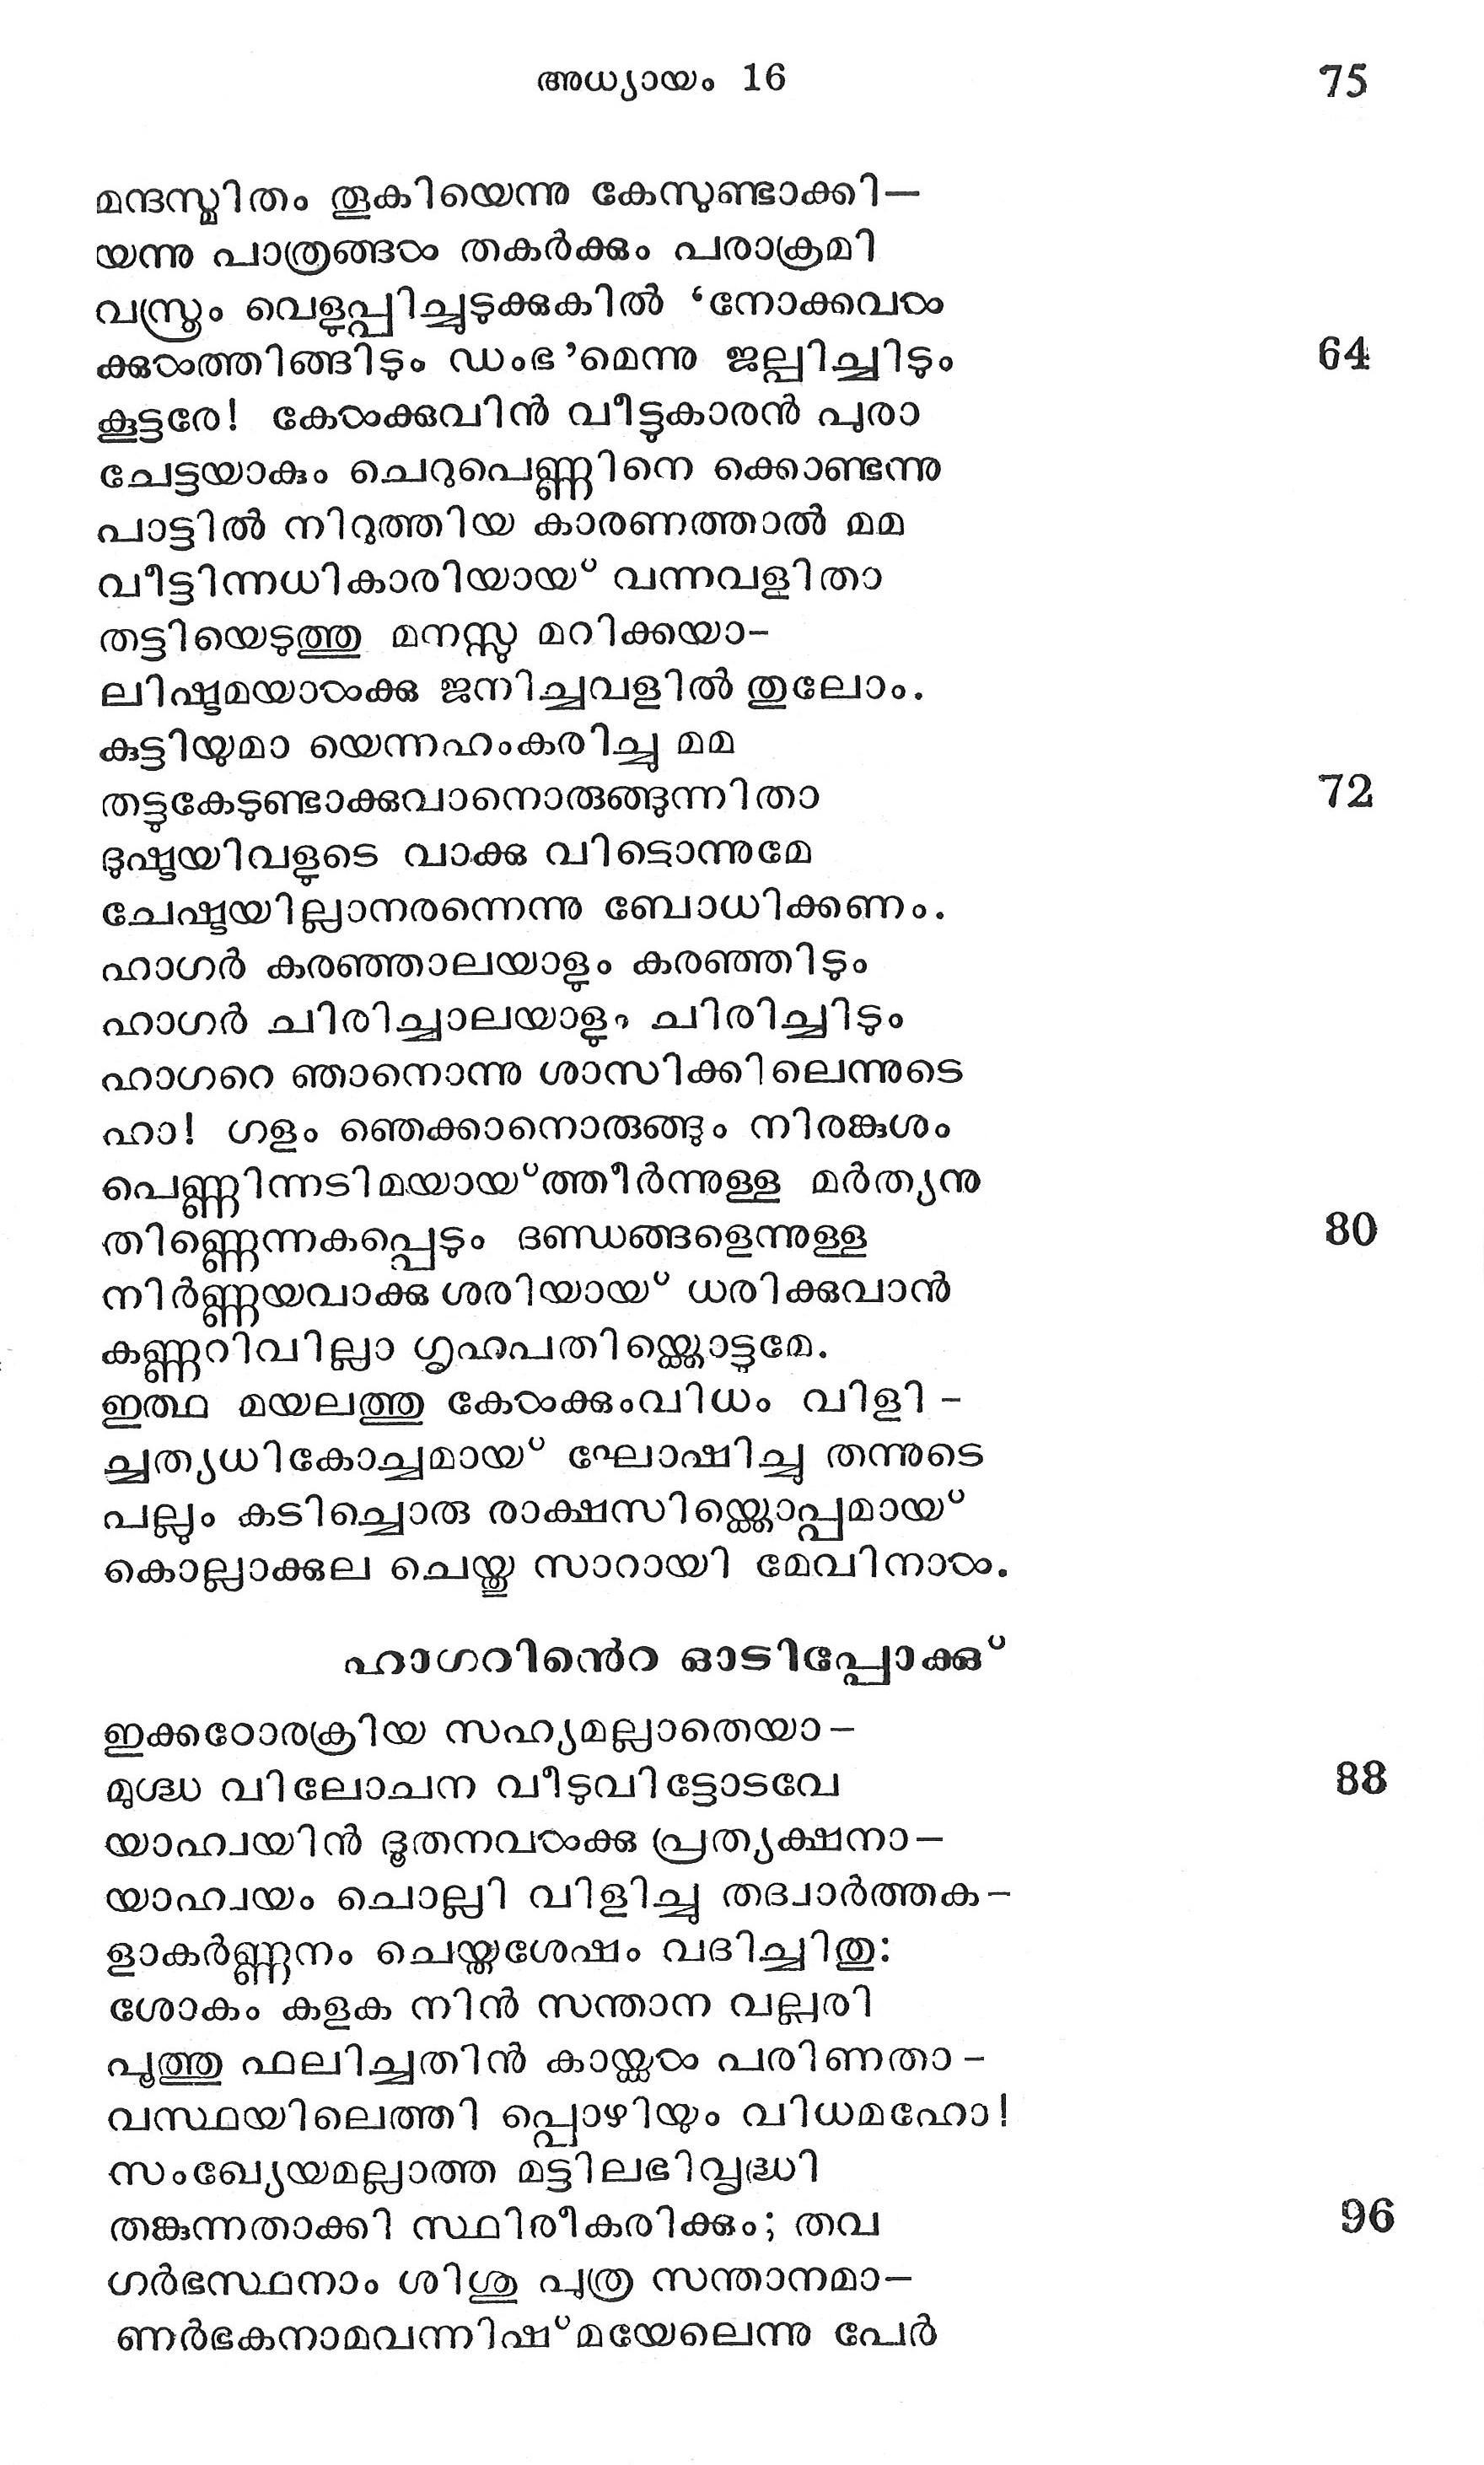 അധ്യായം 16 75
മന്ദസ്മിതം തൂകിയെന്നു കേസുണ്ടാക്കി—
യന്നു പാത്രങ്ങൾ തകർക്കും പരാക്രമി
വസ്ത്രം വെളുപ്പിച്ചുടുക്കുകിൽ ‘നോക്കവൾ
ക്കുൾത്തിങ്ങിടും ഡംഭ’മെന്നു ജല്പിച്ചിടും 64
കൂട്ടരേ! കേൾക്കുവിൻ വീട്ടുകാരൻ പുരാ
ചേട്ടയാകും ചെറുപെണ്ണിനെ ക്കൊണ്ടന്നു
പാട്ടിൽ നിറുത്തിയ കാരണത്താൽ മമ
വീട്ടിന്നധികാരിയായ് വന്നവളിതാ
തട്ടിയെടുത്തു മനസ്സു മറിക്കയാ-
ലിഷ്ടമയാൾക്കു ജനിച്ചവളിൽ തുലോം.
കുട്ടിയുമാ യെന്നഹംകരിച്ചു മമ
തട്ടുകേടുണ്ടാക്കുവാനൊരുങ്ങുന്നിതാ 72
ദുഷ്ടയിവളുടെ വാക്കു വിട്ടൊന്നുമേ
ചേഷ്ടയില്ലാനരന്നെന്നു ബോധിക്കണം.
ഹാഗർ കരഞ്ഞാലയാളും കരഞ്ഞിടും
ഹാഗർ ചിരിച്ചാലയാളും ചിരിച്ചിടും
ഹാഗറെ ഞാനൊന്നു ശാസിക്കിലെന്നുടെ
ഹാ! ഗളം ഞെക്കാനൊരുങ്ങും നിരങ്കുശം
പെണ്ണിന്നടിമയായ്ത്തീർന്നുള്ള മർത്യനു
തിണ്ണെന്നകപ്പെടും ദണ്ഡങ്ങളെന്നുള്ള 80
നിർണ്ണയവാക്കു ശരിയായ് ധരിക്കുവാൻ
കണ്ണറിവില്ലാ ഗൃഹപതിയ്ക്കൊട്ടുമേ.
ഇത്ഥ മയലത്തു കേൾക്കുംവിധം വിളി -
ച്ചത്യധികോച്ചമായ് ഘോഷിച്ചു തന്നുടെ
പല്ലും കടിച്ചൊരു രാക്ഷസിയ്ക്കൊപ്പമായ്
കൊല്ലാക്കുല ചെയ്തു സാറായി മേവിനാൾ.
ഹാഗറിൻെറ ഓടിപ്പോക്കു്
ഇക്കഠോരക്രിയ സഹ്യമല്ലാതെയാ—
മുഗ്ദ്ധ വിലോചന വീടുവിട്ടോടവേ 88
യാഹ്വയിൻ ദൂതനവൾക്കു പ്രത്യക്ഷനാ—
യാഹ്വയം ചൊല്ലി വിളിച്ചു തദ്വാർത്തക—
ളാകർണ്ണനം ചെയ്തശേഷം വദിച്ചിതു:
ശോകം കളക നിൻ സന്താന വല്ലരി
പൂത്തു ഫലിച്ചതിൻ കായ്കൾ പരിണതാ -
വസ്ഥയിലെത്തി പ്പൊഴിയും വിധമഹോ!
സംഖ്യേയമല്ലാത്ത മട്ടിലഭിവൃദ്ധി
തങ്കുന്നതാക്കി സ്ഥിരീകരിക്കും; തവ 96
ഗർഭസ്ഥനാം ശിശു പുത്ര സന്താനമാ—
ണർഭകനാമവന്നിഷ്മയേലെന്നു പേർ